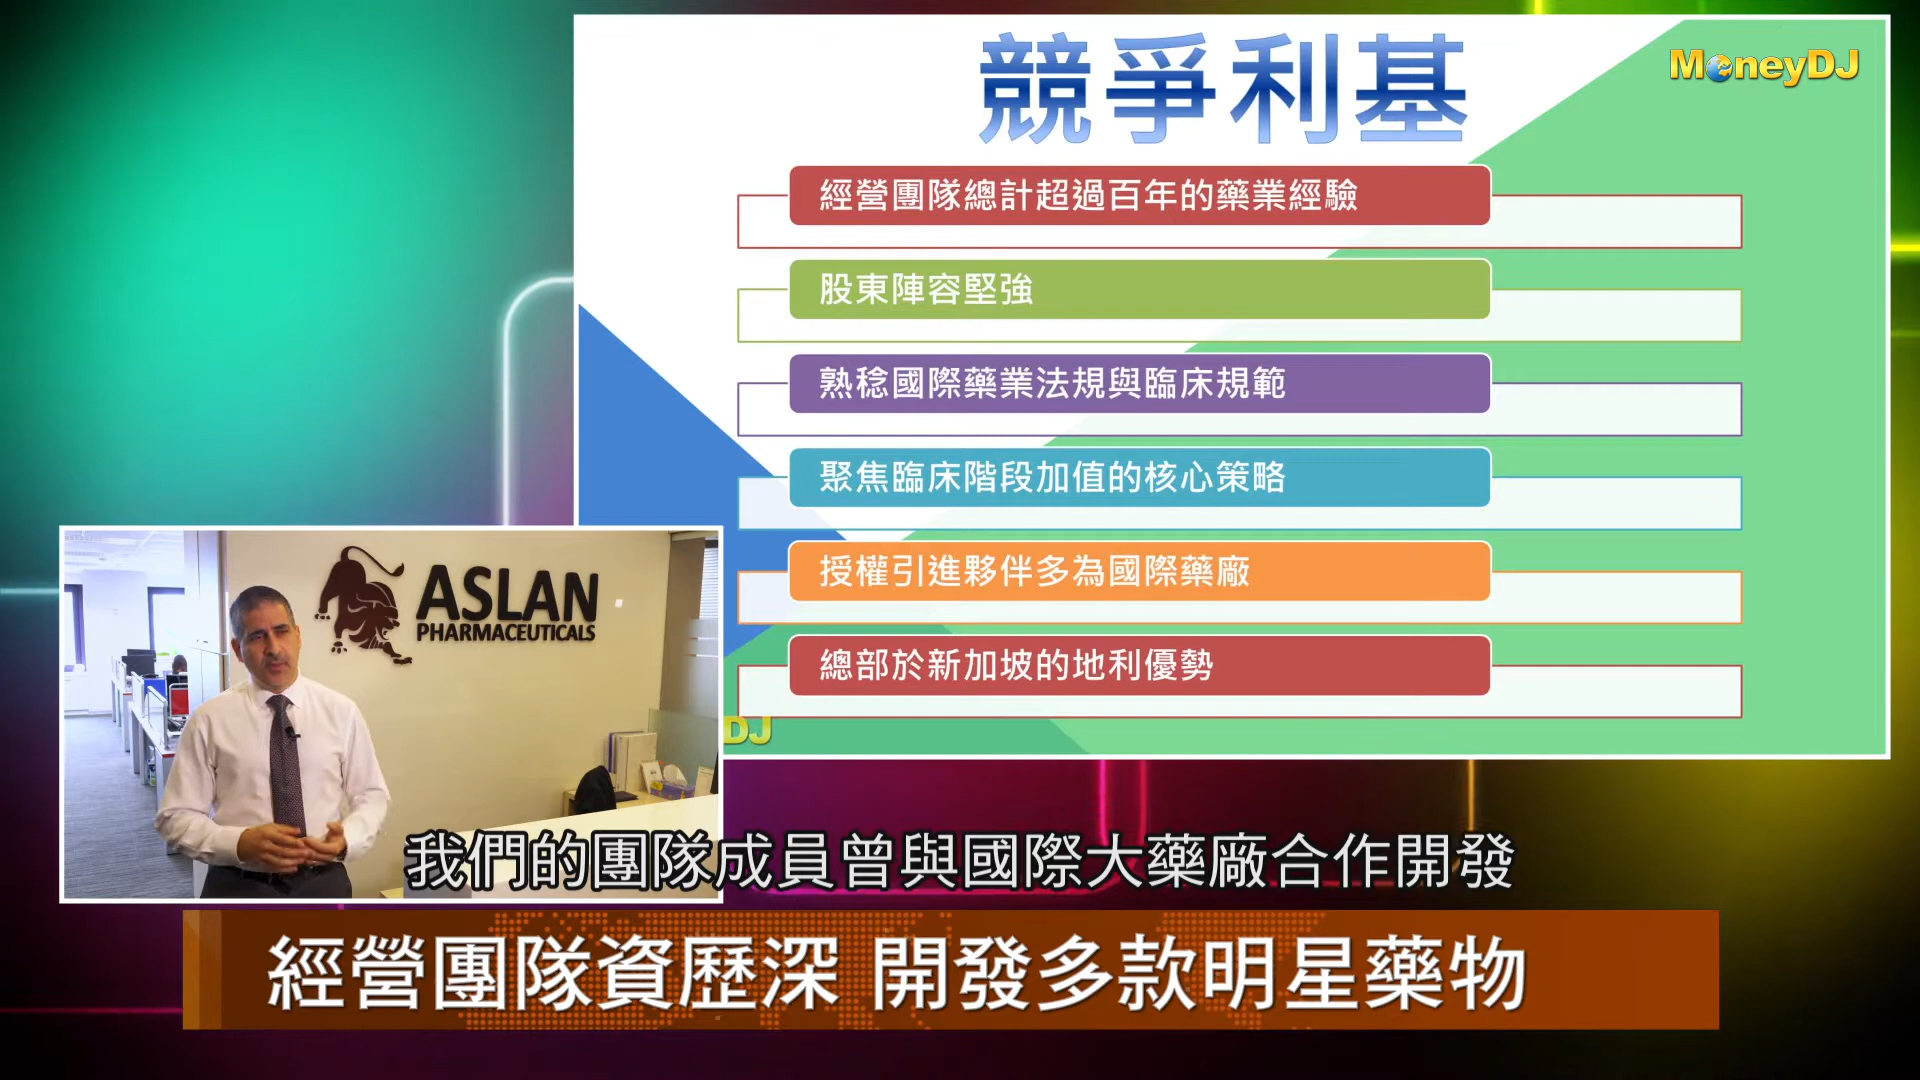 競爭利基
MoneyDJ
經營團隊總計超過百年的藥業經驗
股東陣容堅強
熟稔國際藥業法規與臨床規範
聚焦臨床階段加值的核心策略
授權引進夥伴多為國際藥廠
總部於新加坡的地利優勢
DJ
ASLAN
PHARMACEUTICALS
我們的團隊成員曾與國際大藥廠合作開發
經營團隊資歷深 開發多款明星藥物